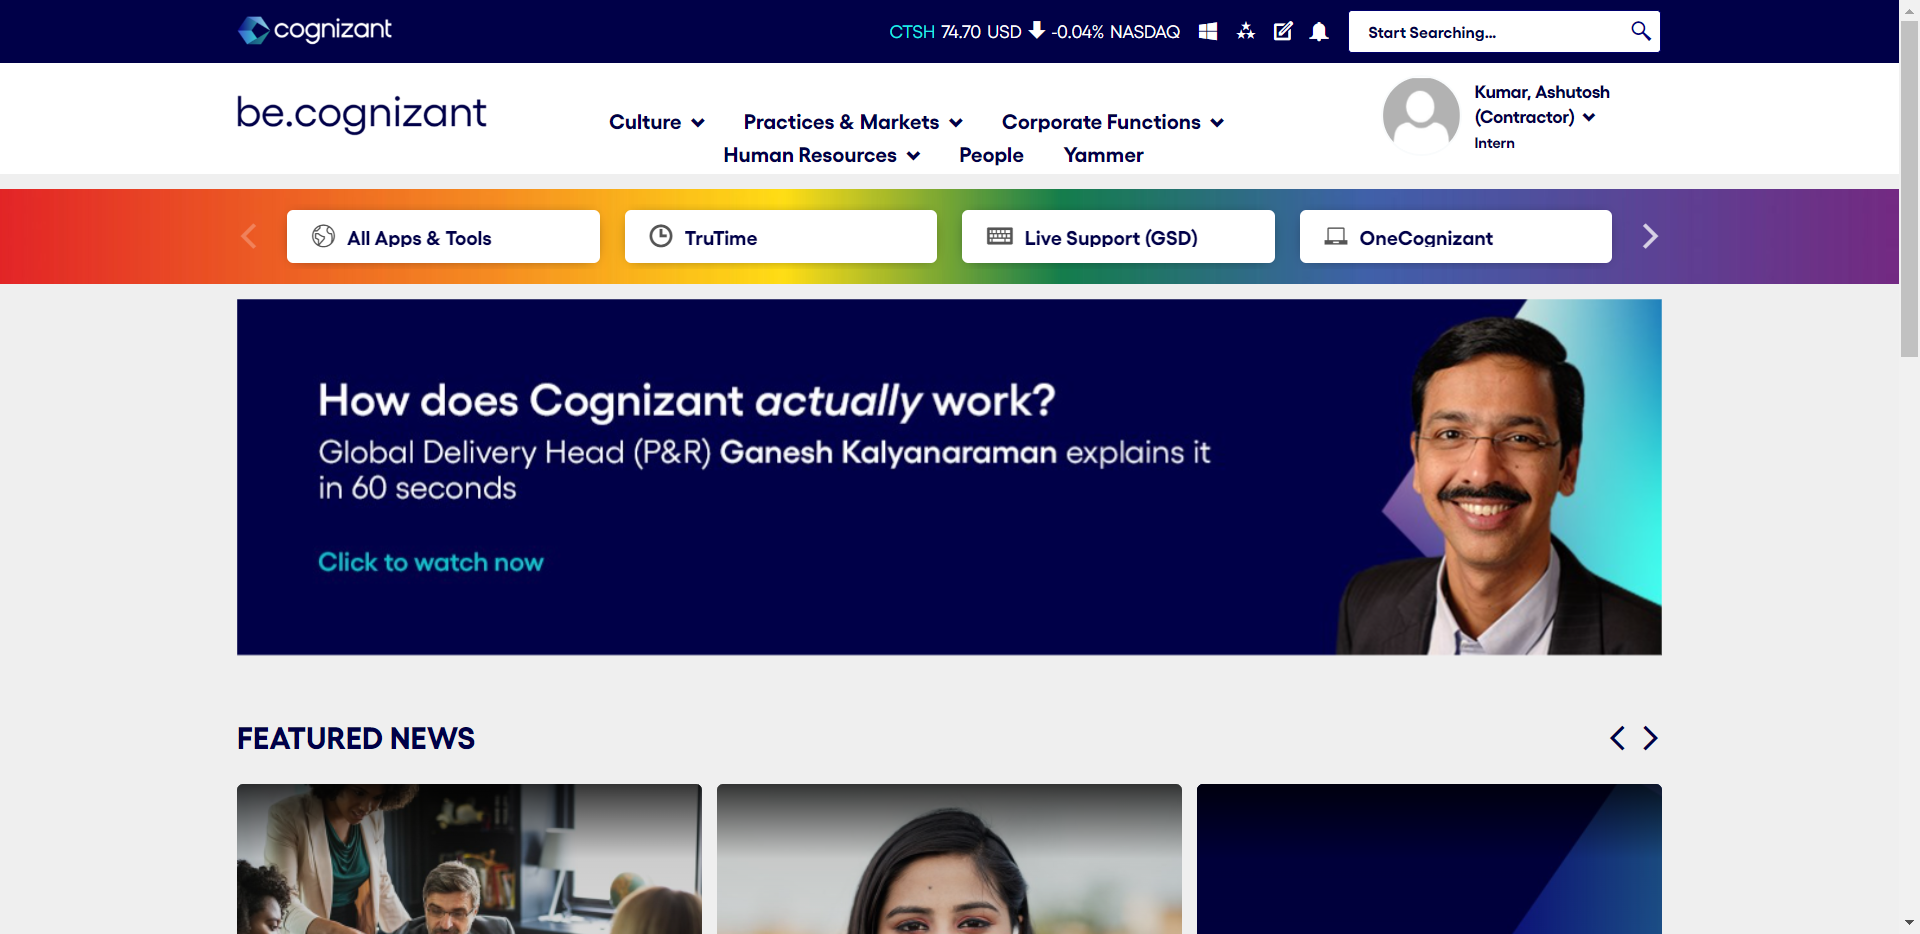 cognizant
CTSH 74.70 USD -0.04% NASDAQ
Start Searching...
be.cognizant
Culture
Practices & Markets
Corporate Functions
Human Resources
People
Yammer
Kumar, Ashutosh
(Contractor)
Intern
All Apps & Tools
TruTime
Live Support (GSD)
OneCognizant
How does Cognizant actually work?
Global Delivery Head (P&R) Ganesh Kalyanaraman explains it
in 60 seconds
Click to watch now
FEATURED NEWS